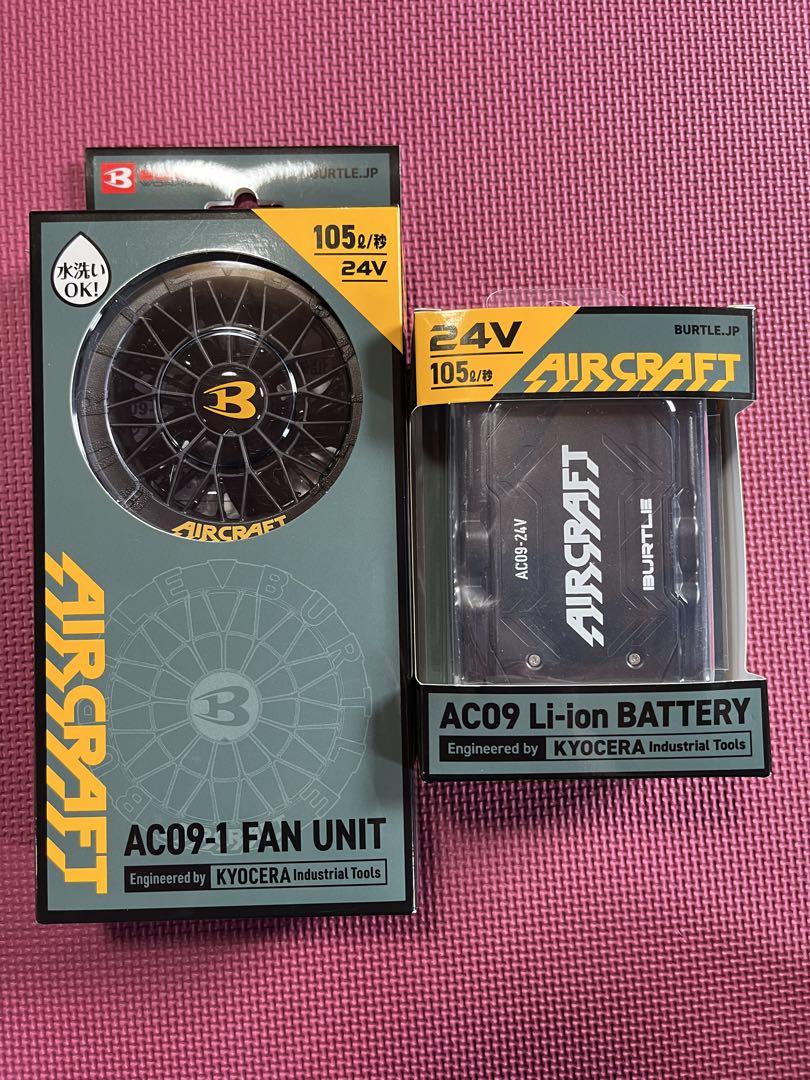 BURTLE.JP
水洗い
OK!
105ℓ/秒
24V
B
AIRCRAFT
AIRCRAFT
BURTLE
B
AC09-1 FAN UNIT
Engineered by KYOCERA Industrial Tools
24V
105ℓ/秒
BURTLE.JP
AIRCRAFT
AC09-24V
AIRCRAFT
BURTLE
AC09 Li-ion BATTERY
Engineered by KYOCERA Industrial Tools